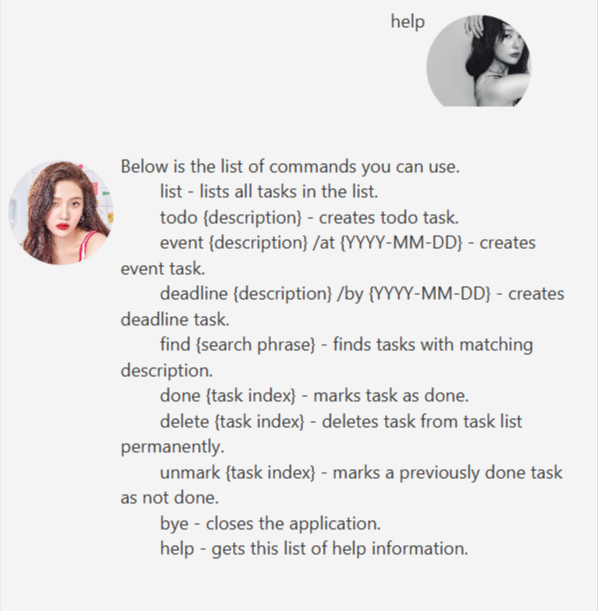 help
Below is the list of commands you can use.
list - lists all tasks in the list.
todo {description} - creates todo task.
event {description} /at {YYYY-MM-DD} - creates
event task.
deadline {description} /by {YYYY-MM-DD} - creates
deadline task.
find {search phrase} - finds tasks with matching
description.
done {task index} - marks task as done.
delete {task index} - deletes task from task list
permanently.
unmark {task index} - marks a previously done task
as not done.
bye - closes the application.
help - gets this list of help information.